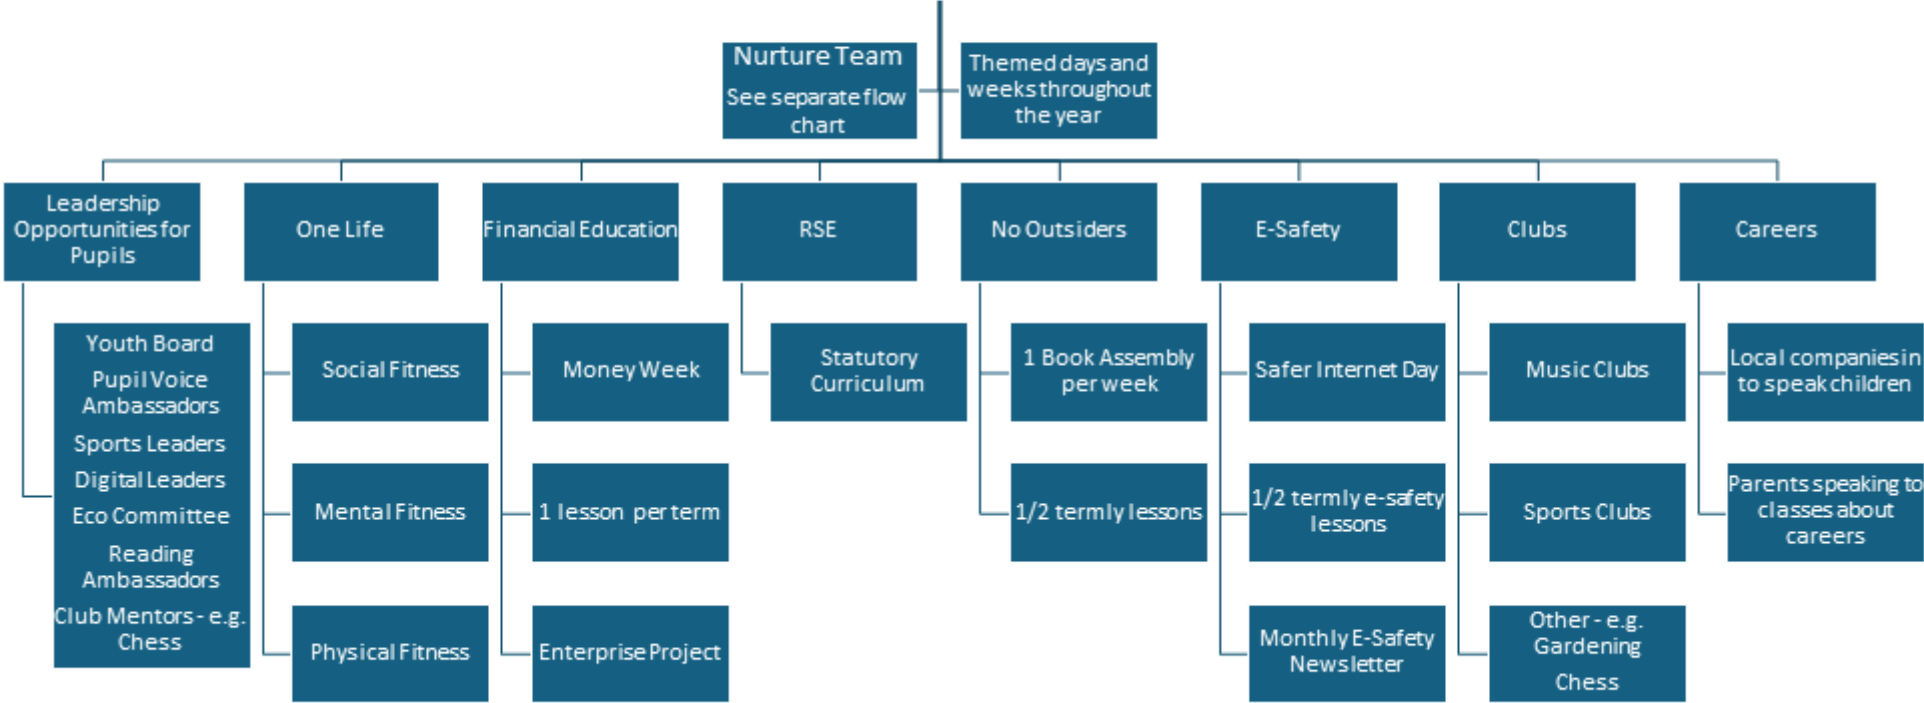 Nurture Team
See separate flow
chart
Themed days and
weeks throughout
the year
Leadership
Opportunities for
Pupils
One Life
Financial Education
RSE
No Outsiders
E-Safety
Clubs
Careers
Youth Board
Pupil Voice
Ambassadors
Sports Leaders
Digital Leaders
Eco Committee
Reading
Ambassadors
Club Mentors - e.g.
Chess
Social Fitness
Mental Fitness
Physical Fitness
Money Week
1 lesson per term
Enterprise Project
Statutory
Curriculum
1 Book Assembly
per week
1/2 termly lessons
Safer Internet Day
1/2 termly e-safety
lessons
Monthly E-Safety
Newsletter
Music Clubs
Sports Clubs
Other - e.g.
Gardening
Chess
Local companies in
to speak children
Parents speaking to
classes about
careers